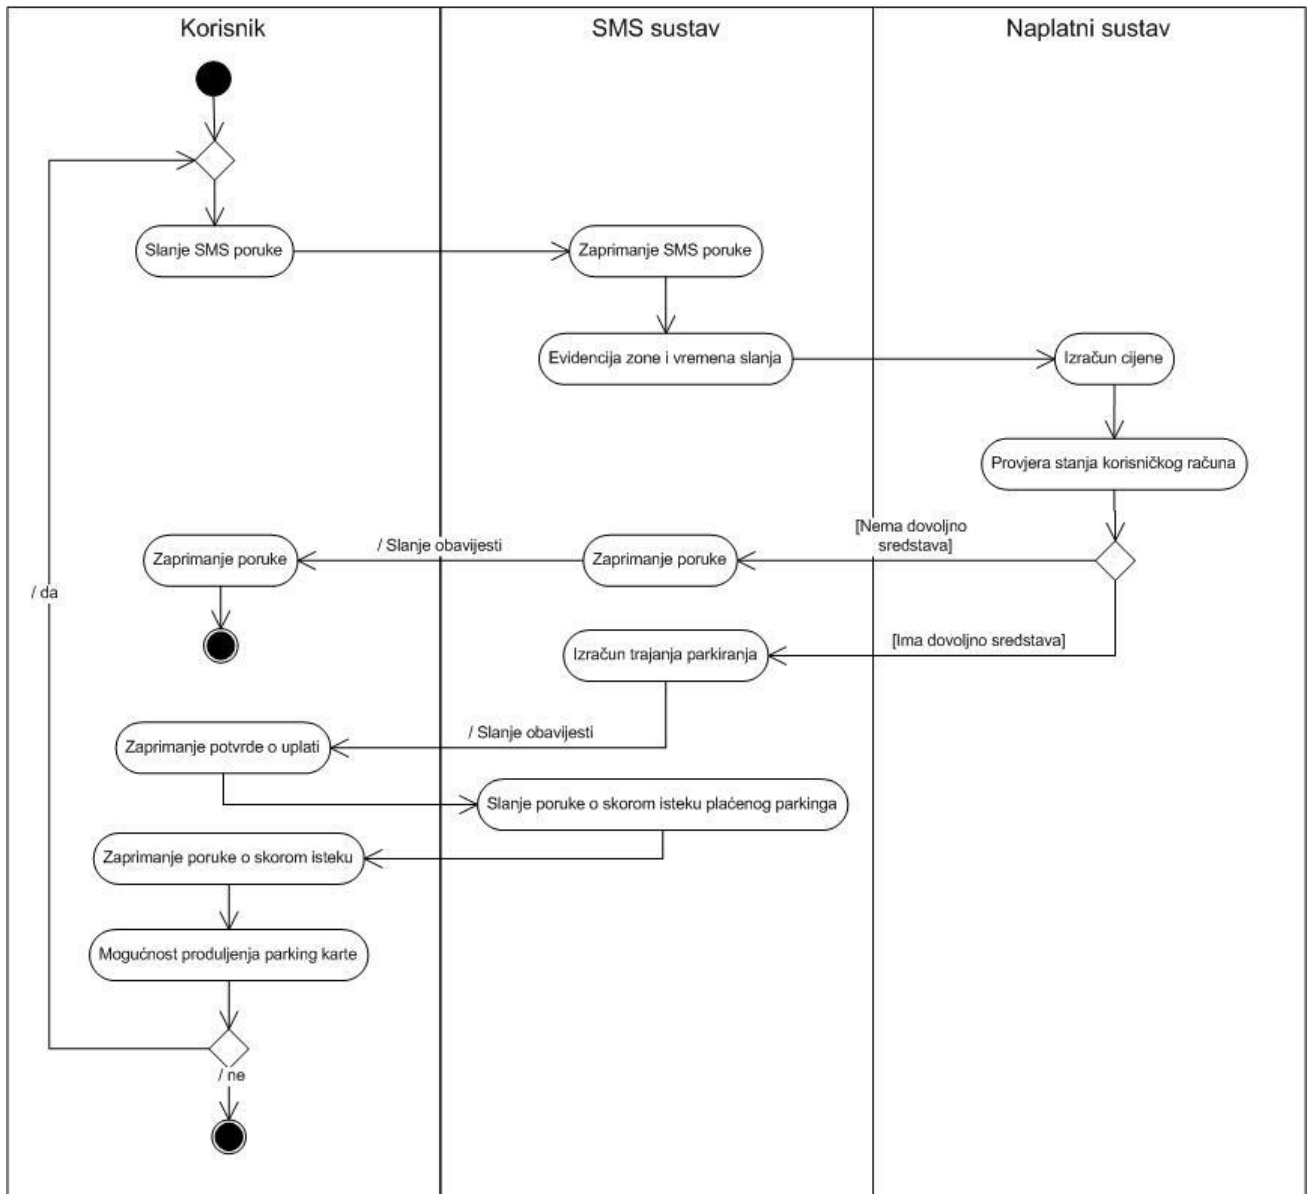 Korisnik
SMS sustav
Naplatni sustav
Slanje SMS poruke
Zaprimanje SMS poruke
Evidencija zone i vremena slanja
Izračun cijene
Provjera stanja korisničkog računa
[Nema dovoljno
sredstava]
/ Slanje obavijesti
Zaprimanje poruke
Zaprimanje poruke
/ da
[Ima dovoljno sredstava]
Izračun trajanja parkiranja
/ Slanje obavijesti
Zaprimanje potvrde o uplati
Slanje poruke o skorom isteku plaćenog parkinga
Zaprimanje poruke o skorom isteku
Mogućnost produljenja parking karte
/ ne